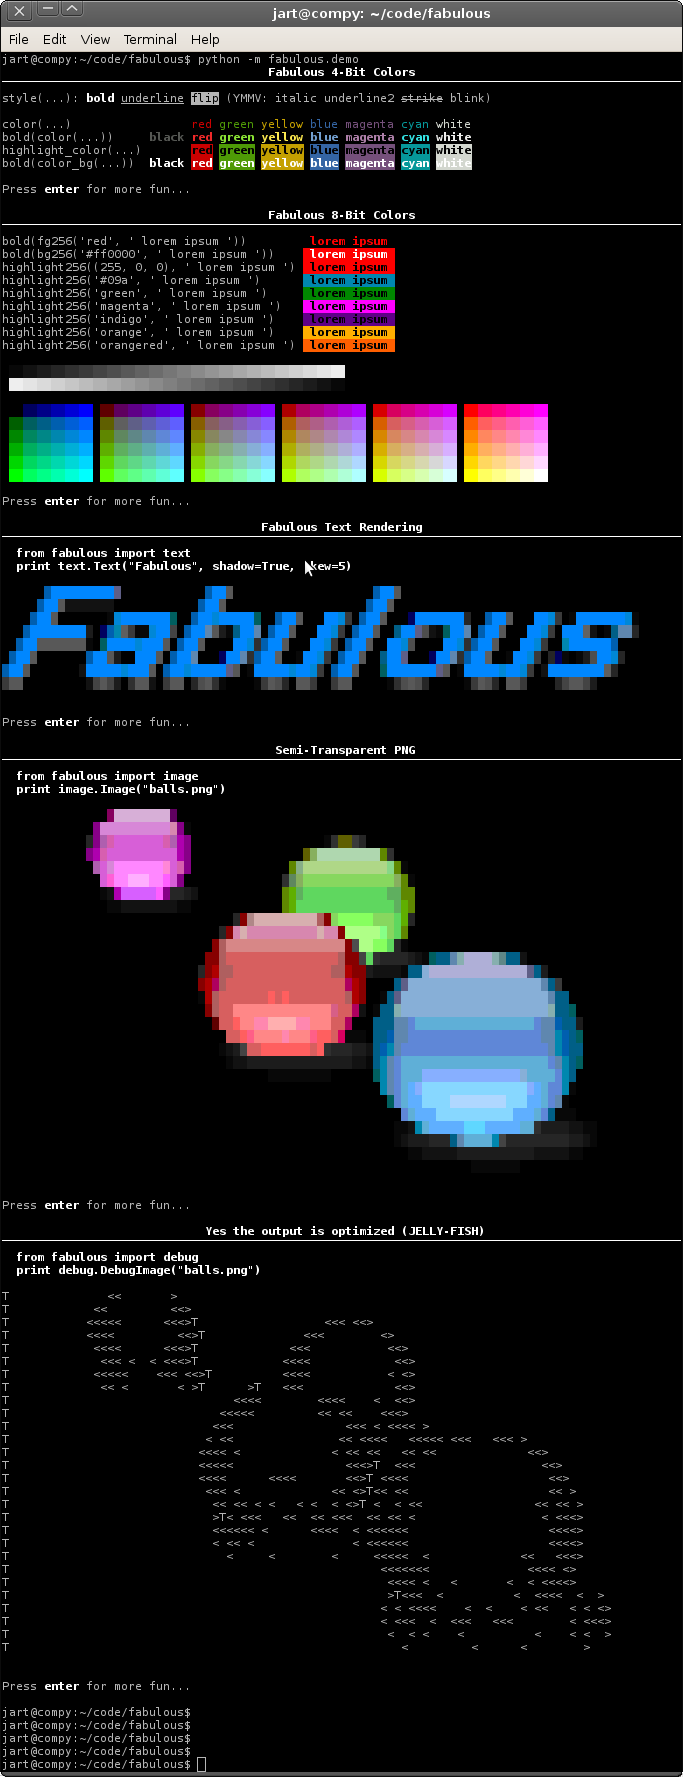 jart@compy: ~/code/fabulous
File Edit View Terminal Help
jart@compy:~/code/fabulous$ python -m fabulous.demo
Fabulous 4-Bit Colors
style(...): bold underline flip (YMMV: italic underline2 strike blink)
color(...) red green yellow blue magenta cyan white
bold(color(...)) black red green yellow blue magenta cyan white
highlight_color(...) red green yellow blue magenta cyan white
bold(color_bg(...)) black red green yellow blue magenta cyan white
Press enter for more fun...
Fabulous 8-Bit Colors
bold(fg256('red', ' lorem ipsum ')) lorem ipsum
bold(bg256('#ff0000', ' lorem ipsum ')) lorem ipsum
highlight256((255, 0, 0), ' lorem ipsum ') lorem ipsum
highlight256('#09a', ' lorem ipsum ') lorem ipsum
highlight256('green', ' lorem ipsum ') lorem ipsum
highlight256('magenta', ' lorem ipsum ') lorem ipsum
highlight256('indigo', ' lorem ipsum ') lorem ipsum
highlight256('orange', ' lorem ipsum ') lorem ipsum
highlight256('orangered', ' lorem ipsum ') lorem ipsum
Press enter for more fun...
Fabulous Text Rendering
from fabulous import text
print text.Text("Fabulous", shadow=True, kew=5)
Fabulous
Press enter for more fun...
Semi-Transparent PNG
from fabulous import image
print image.Image("balls.png")
Press enter for more fun...
Yes the output is optimized (JELLY-FISH)
from fabulous import debug
print debug.DebugImage("balls.png")
T << >
T << <<>
T <<<<< <<<>T <<< <<>
T <<<< <<>T <<< <>
T <<<< <<<>T <<< <<>
T <<< < < <<<>T <<<< <<>
T <<<<< <<< <<>T <<<< < <>
T << < < >T >T <<< <<>
T <<<< <<<< < <<>
T <<<<< << << <<<>
T <<< <<< < <<<< >
T < << << <<<< <<<<< <<< <<< >
T <<<< < < << << << << <<>
T <<<<< <<<>T <<< <<>
T <<<< <<<< <<>T <<<< <<>
T <<< < << <>T<< << << >
T << << < < < < < <>T < < << << << >
T >T< <<< << << <<< << << < < <<<>
T <<<<<< < <<<< < <<<<<< <<<<>
T < << < < <<<<<< <<<<>
T < < < <<<<< < << <<<>
T <<<<<<< <<<< <>
T <<<< < < < < <<<<>
T >T<<< < < <<<< < >
T < < <<<< < < < << < < <>
T < <<< < <<< <<< < <<<>
T < < < < < < < >
T < < < >
Press enter for more fun...
jart@compy:~/code/fabulous$
jart@compy:~/code/fabulous$
jart@compy:~/code/fabulous$
jart@compy:~/code/fabulous$
jart@compy:~/code/fabulous$